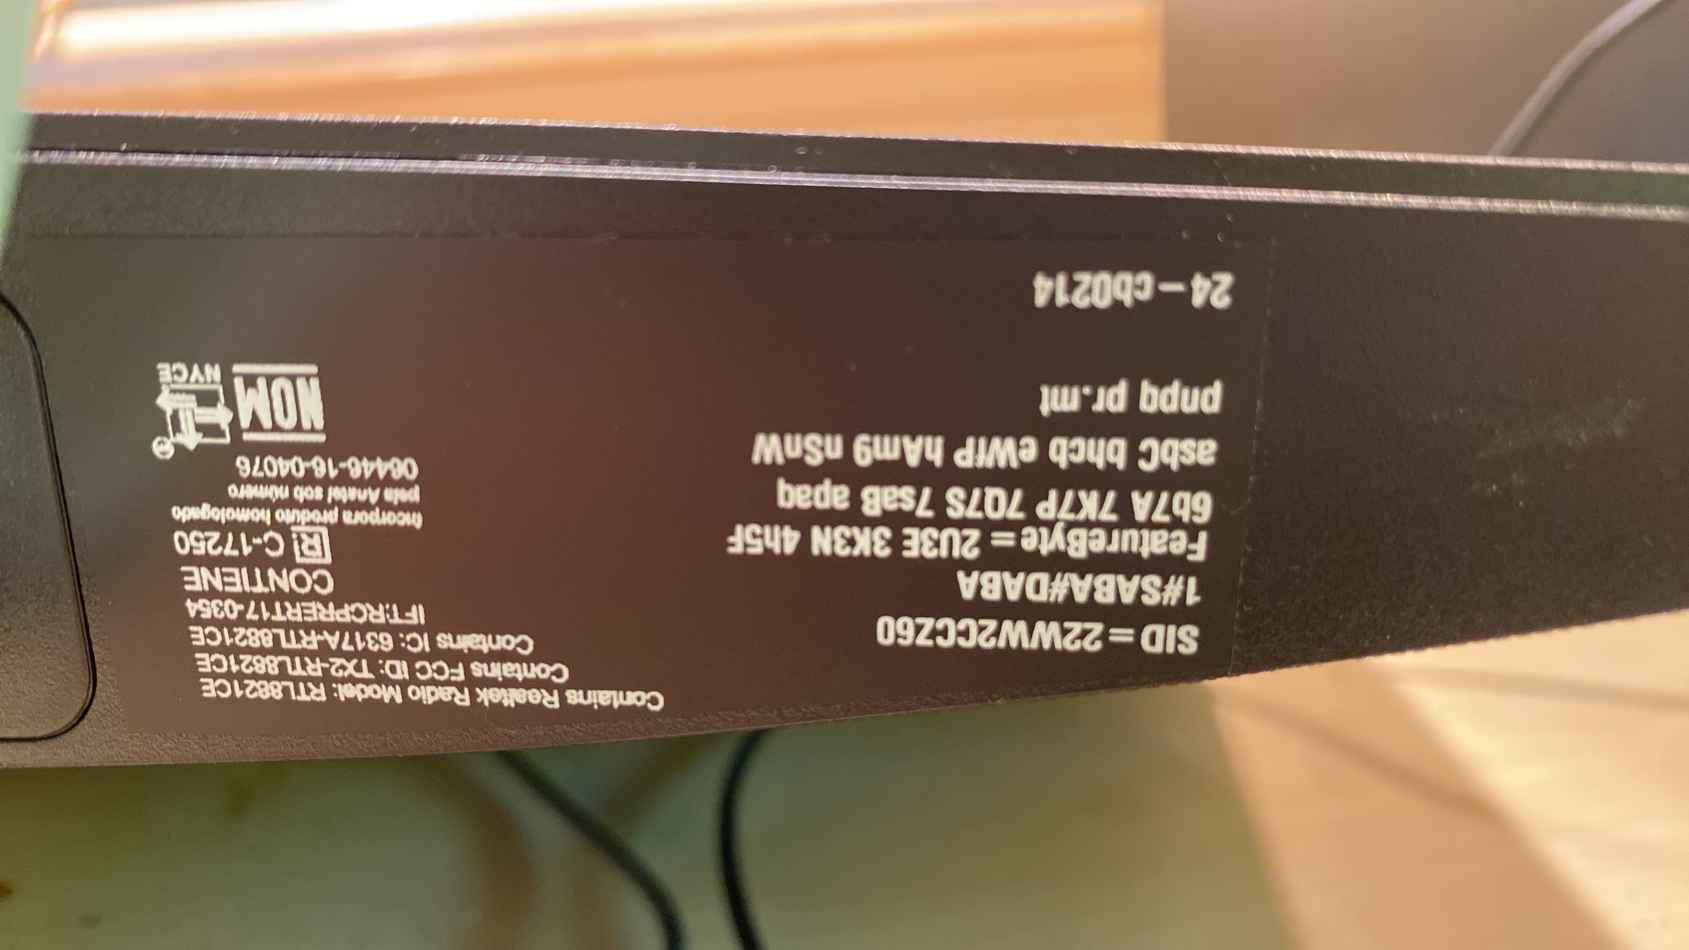 SID = 22WW2CCZ60
1#SABA#DABA
FeatureByte = 2U3E 3K3N 4h5F
6b7A 7K7P 7Q7S 7saB apaq
asbC bhcb eWfP hAm9 nSnW
pnpq pr.mt
24 – cb0214
Contains Realtek Radio Model: RTL8821CE
Contains FCC ID: TX2-RTL8821CE
Contains IC: 6317A-RTL8821CE
IFT:RCPRERT17-0354
CONTIENE
R! C-17250
Incorpora produto homologado
pela Anatel sob número
06446-16-04076
NOM NYCE